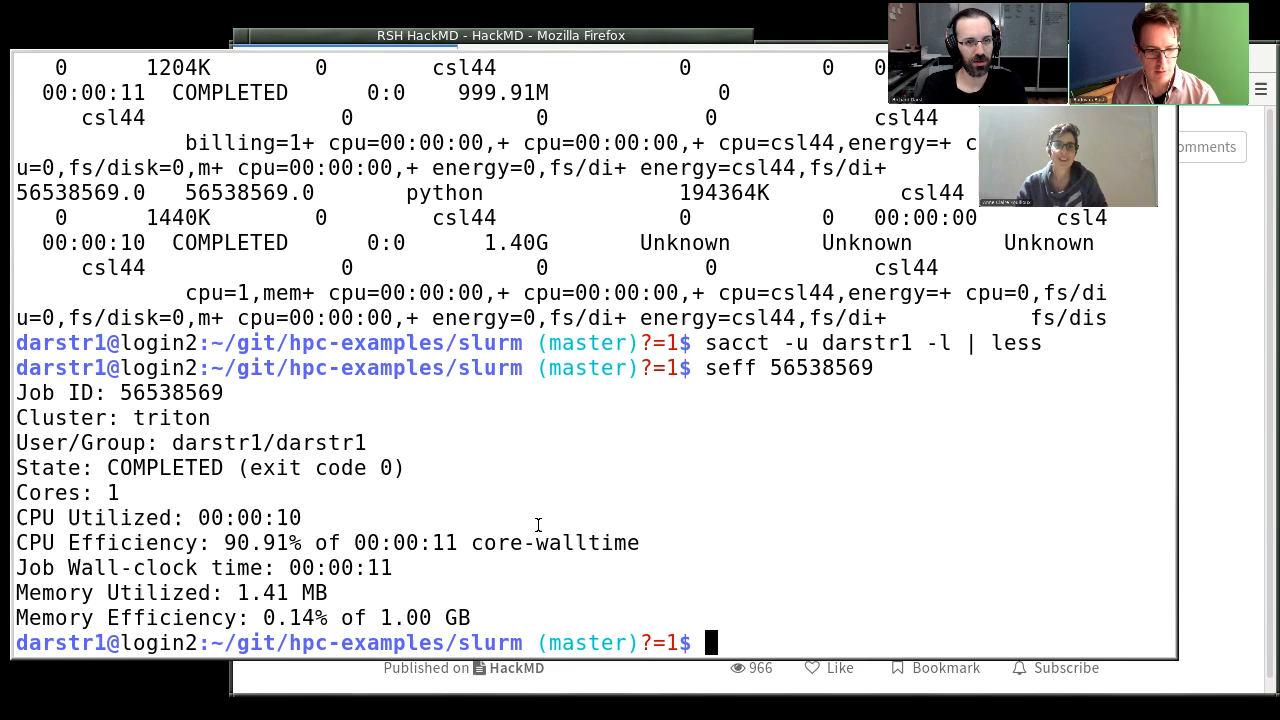 RSH HackMD - HackMD - Mozilla Firefox
0 1204K 0 csl44 0 0 0
00:00:11 COMPLETED 0:0 999.91M 0
csl44 0 0 0 csl44
billing=1+ cpu=00:00:00,+ cpu=00:00:00,+ cpu=csl44,energy=+ c
u=0,fs/disk=0,m+ cpu=00:00:00,+ energy=0,fs/di+ energy=csl44,fs/di+
56538569.0 56538569.0 python 194364K csl44
0 1440K 0 csl44 0 0 00:00:00 csl4
00:00:10 COMPLETED 0:0 1.40G Unknown Unknown Unknown
csl44 0 0 0 csl44
cpu=1,mem+ cpu=00:00:00,+ cpu=00:00:00,+ cpu=csl44,energy=+ cpu=0,fs/di
u=0,fs/disk=0,m+ cpu=00:00:00,+ energy=0,fs/di+ energy=csl44,fs/di+ fs/dis
darstr1@login2:~/git/hpc-examples/slurm (master)?=1$ sacct -u darstr1 -l | less
darstr1@login2:~/git/hpc-examples/slurm (master)?=1$ seff 56538569
Job ID: 56538569
Cluster: triton
User/Group: darstr1/darstr1
State: COMPLETED (exit code 0)
Cores: 1
CPU Utilized: 00:00:10
CPU Efficiency: 90.91% of 00:00:11 core-walltime
Job Wall-clock time: 00:00:11
Memory Utilized: 1.41 MB
Memory Efficiency: 0.14% of 1.00 GB
darstr1@login2:~/git/hpc-examples/slurm (master)?=1$
omments
Published on HackMD 966 Like Bookmark Subscribe